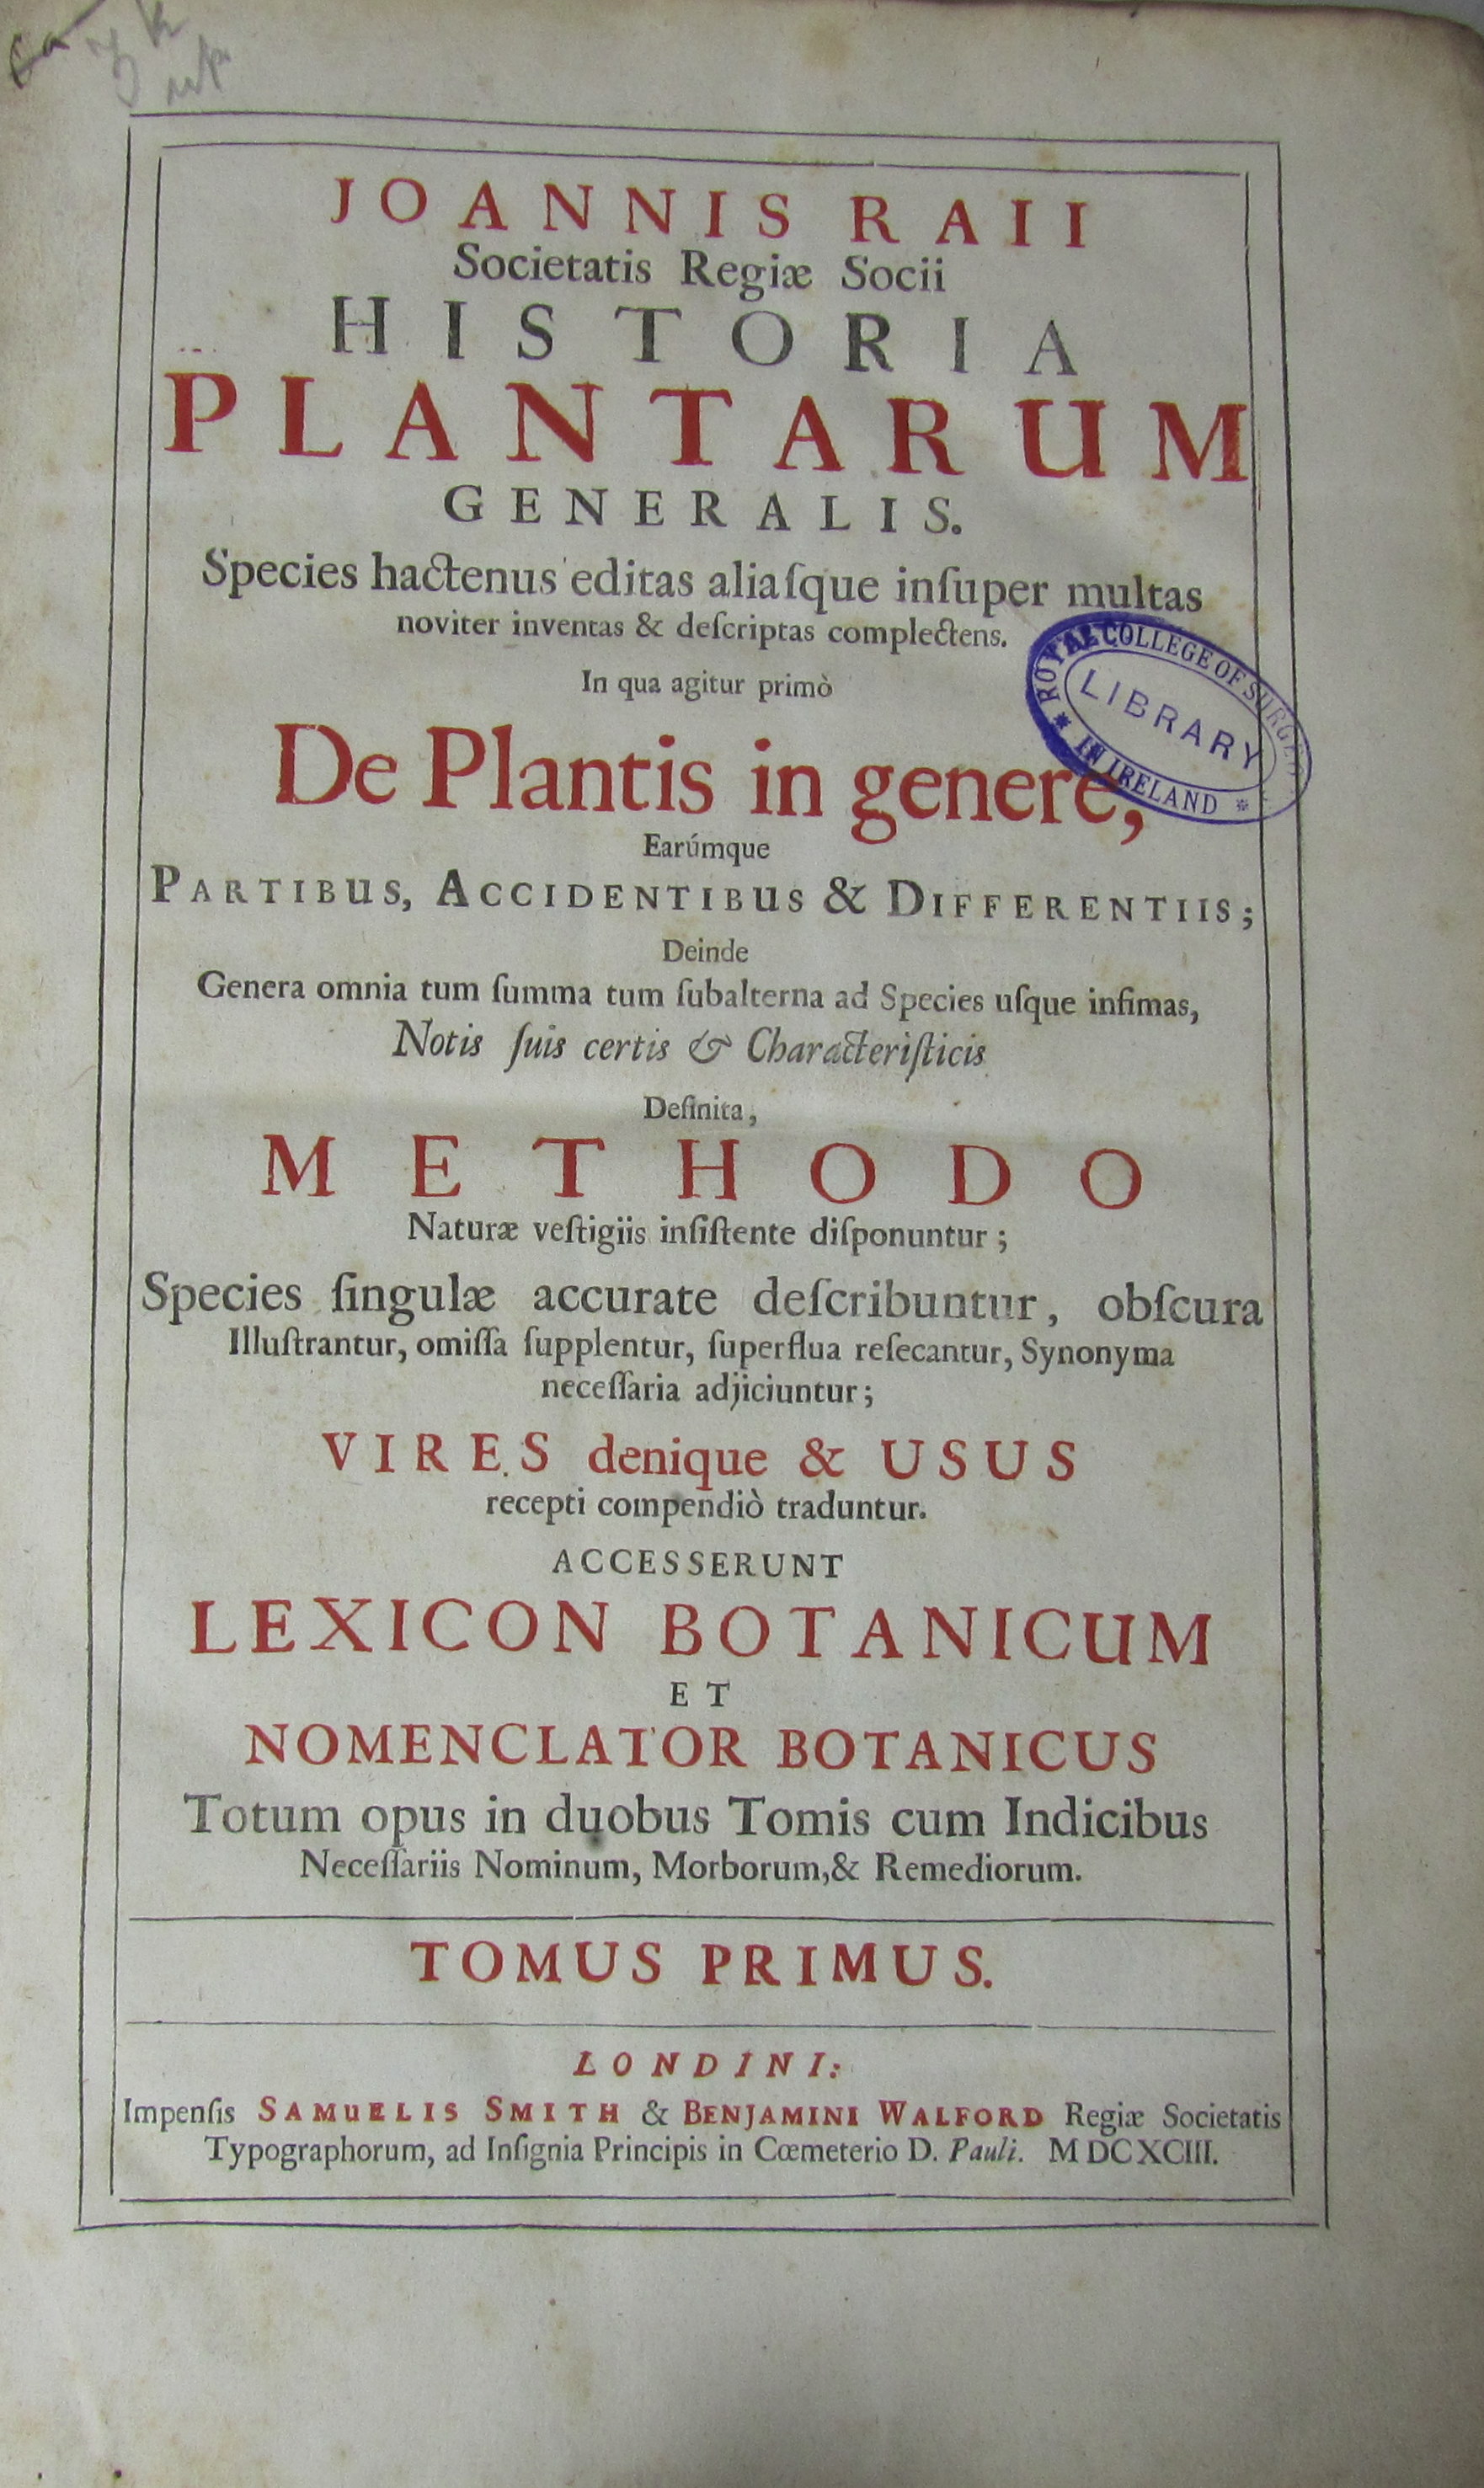 JOANNIS RAII
Societatis Regiæ Socii
HISTORIA
PLANTARUM
GENERALIS.
Species hactenus editas aliaſque inſuper multas
noviter inventas & deſcriptas complectens.
In qua agitur primò
De Plantis in genere,
Earúmque
PARTIBUS, ACCIDENTIBUS & DIFFERENTIIS;
Deinde
Genera omnia tum ſumma tum ſubalterna ad Species uſque infimas,
Notis ſuis certis & Characteriſticis
Definita,
METHODO
Naturæ veſtigiis inſiſtente diſponuntur;
Species ſingulæ accurate deſcribuntur, obſcura
Illuſtrantur, omiſſa ſupplentur, ſuperflua reſecantur, Synonyma
neceſſaria adjiciuntur;
VIRES denique & USUS
recepti compendiò traduntur.
ACCESSERUNT
LEXICON BOTANICUM
ET
NOMENCLATOR BOTANICUS
Totum opus in duobus Tomis cum Indicibus
Neceſſariis Nominum, Morborum,& Remediorum.
TOMUS PRIMUS.
LONDINI:
Impenſis SAMUELIS SMITH & BENJAMINI WALFORD Regiæ Societatis
Typographorum, ad Inſignia Principis in Cœmeterio D. Pauli. MDCXCIII.
ROYAL COLLEGE OF
LIBRARY
* IN IRELAND *